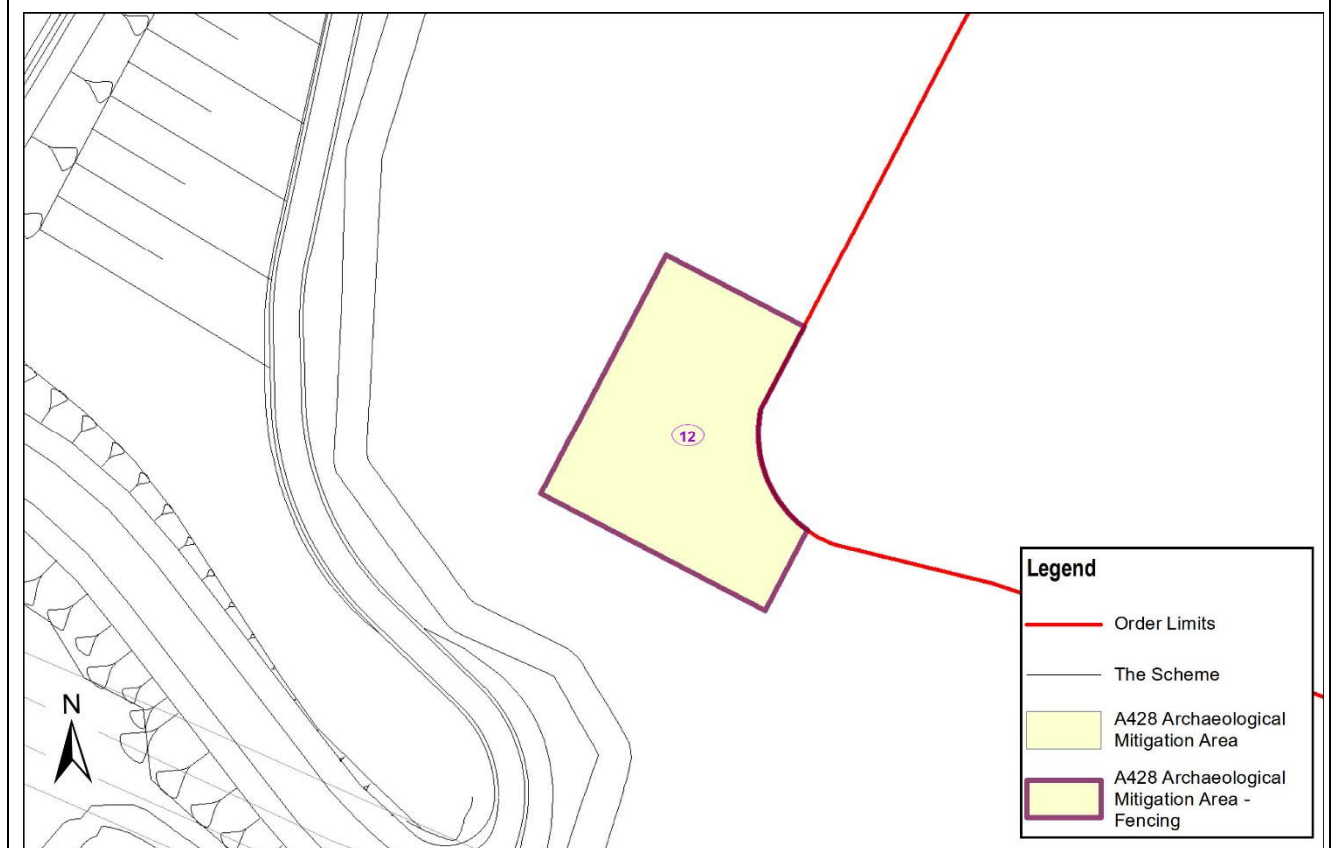 12
N
Legend
Order Limits
The Scheme
A428 Archaeological
Mitigation Area
A428 Archaeological
Mitigation Area -
Fencing